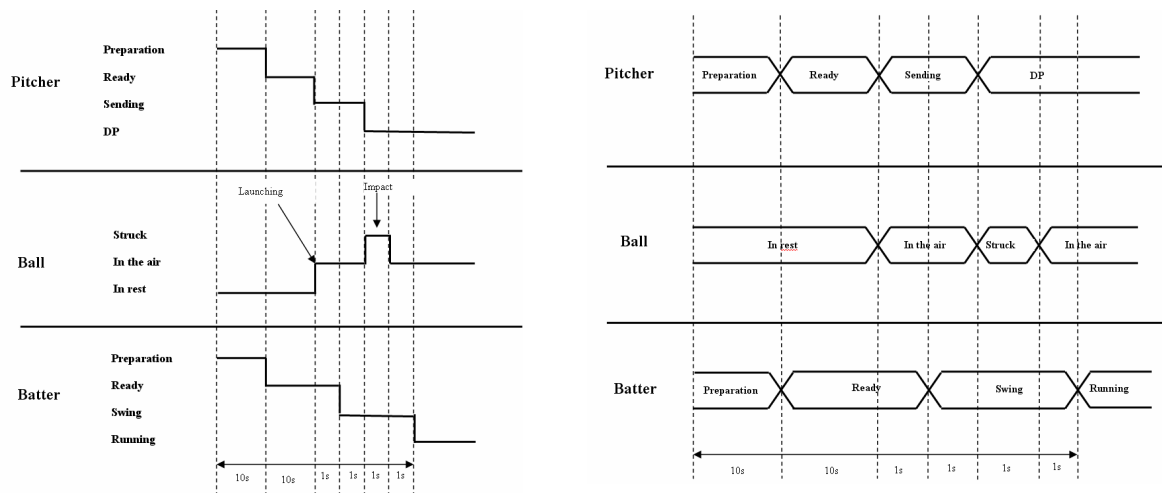 Preparation
Pitcher
Ready
Sending
DP
Launching
Impact
Struck
Ball
In the air
In rest
Preparation
Batter
Ready
Swing
Running
10s 10s 1s 1s 1s 1s
Pitcher
Preparation Ready Sending DP
Ball
In rest In the air Struck In the air
Batter
Preparation Ready Swing Running
10s 10s 1s 1s 1s 1s